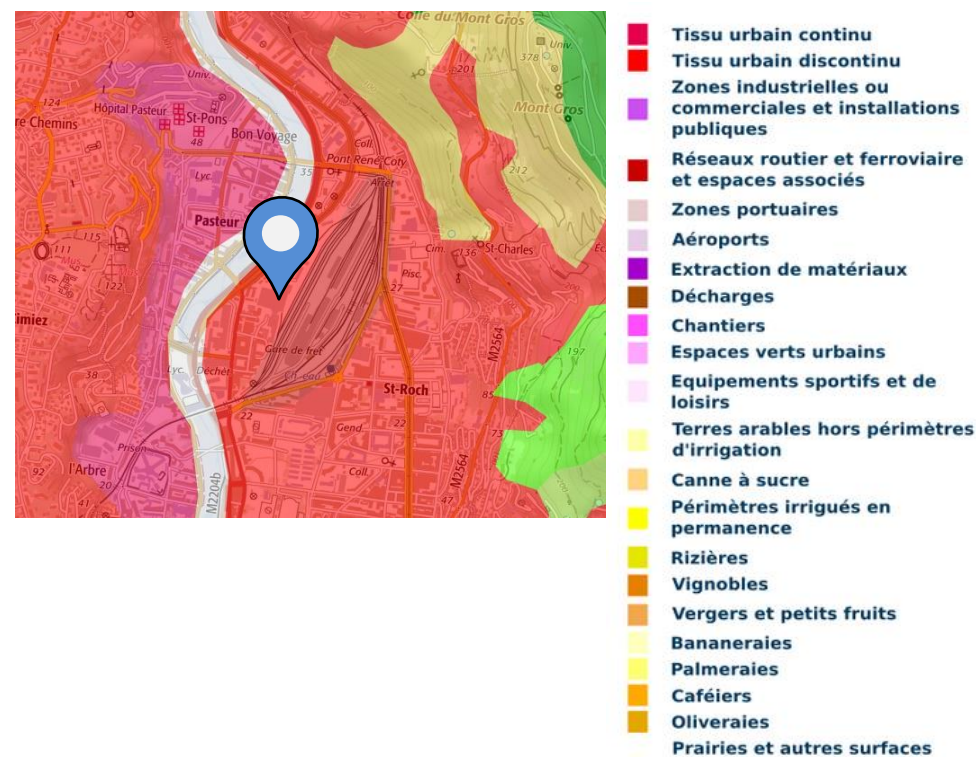 Colle du Mont Gros
Univ.
201
378
Univ.
Mont Gros
124
Hôpital Pasteur
St-Pons
re Chemins
48
Bon Voyage
Coll.
Pont René Coty
35
Lyc.
Arrêt
212
Pasteur
115
111
Mus.
122
Cim.
136
St-Charles
Pisc.
27
imiez
M2564
Gare de fret
197
38
Lyc.
Déchèt.
Ch-eau
St-Roch
85
22
Gend.
22
73
Prison
l'Arbre
92
20
Coll.
M2564
41
M2204b
47
Tissu urbain continu
Tissu urbain discontinu
Zones industrielles ou
commerciales et installations
publiques
Réseaux routier et ferroviaire
et espaces associés
Zones portuaires
Aéroports
Extraction de matériaux
Décharges
Chantiers
Espaces verts urbains
Equipements sportifs et de
loisirs
Terres arables hors périmètres
d'irrigation
Canne à sucre
Périmètres irrigués en
permanence
Rizières
Vignobles
Vergers et petits fruits
Bananeraies
Palmeraies
Caféiers
Oliveraies
Prairies et autres surfaces